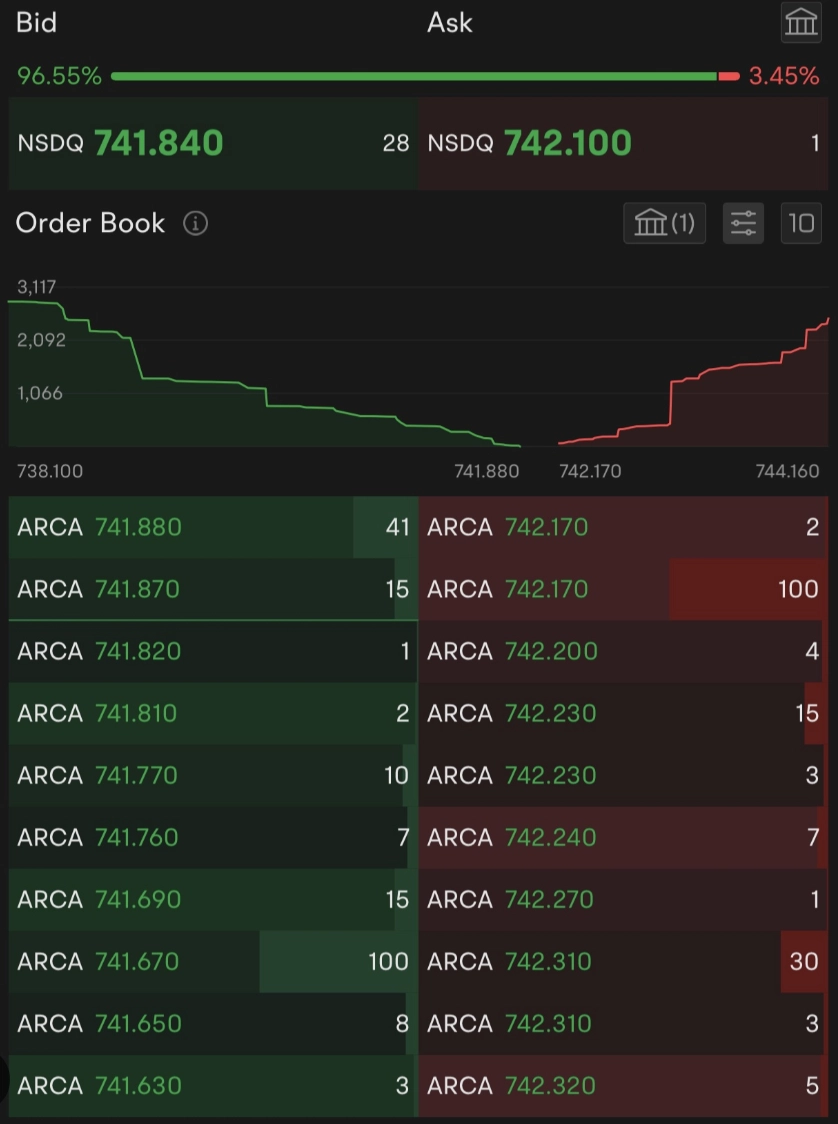 Bid Ask
96.55% 3.45%
NSDQ 741.840 28 NSDQ 742.100 1
Order Book (1) 10
3,117
2,092
1,066
738.100 741.880 742.170 744.160
ARCA 741.880 41 ARCA 742.170 2
ARCA 741.870 15 ARCA 742.170 100
ARCA 741.820 1 ARCA 742.200 4
ARCA 741.810 2 ARCA 742.230 15
ARCA 741.770 10 ARCA 742.230 3
ARCA 741.760 7 ARCA 742.240 7
ARCA 741.690 15 ARCA 742.270 1
ARCA 741.670 100 ARCA 742.310 30
ARCA 741.650 8 ARCA 742.310 3
ARCA 741.630 3 ARCA 742.320 5